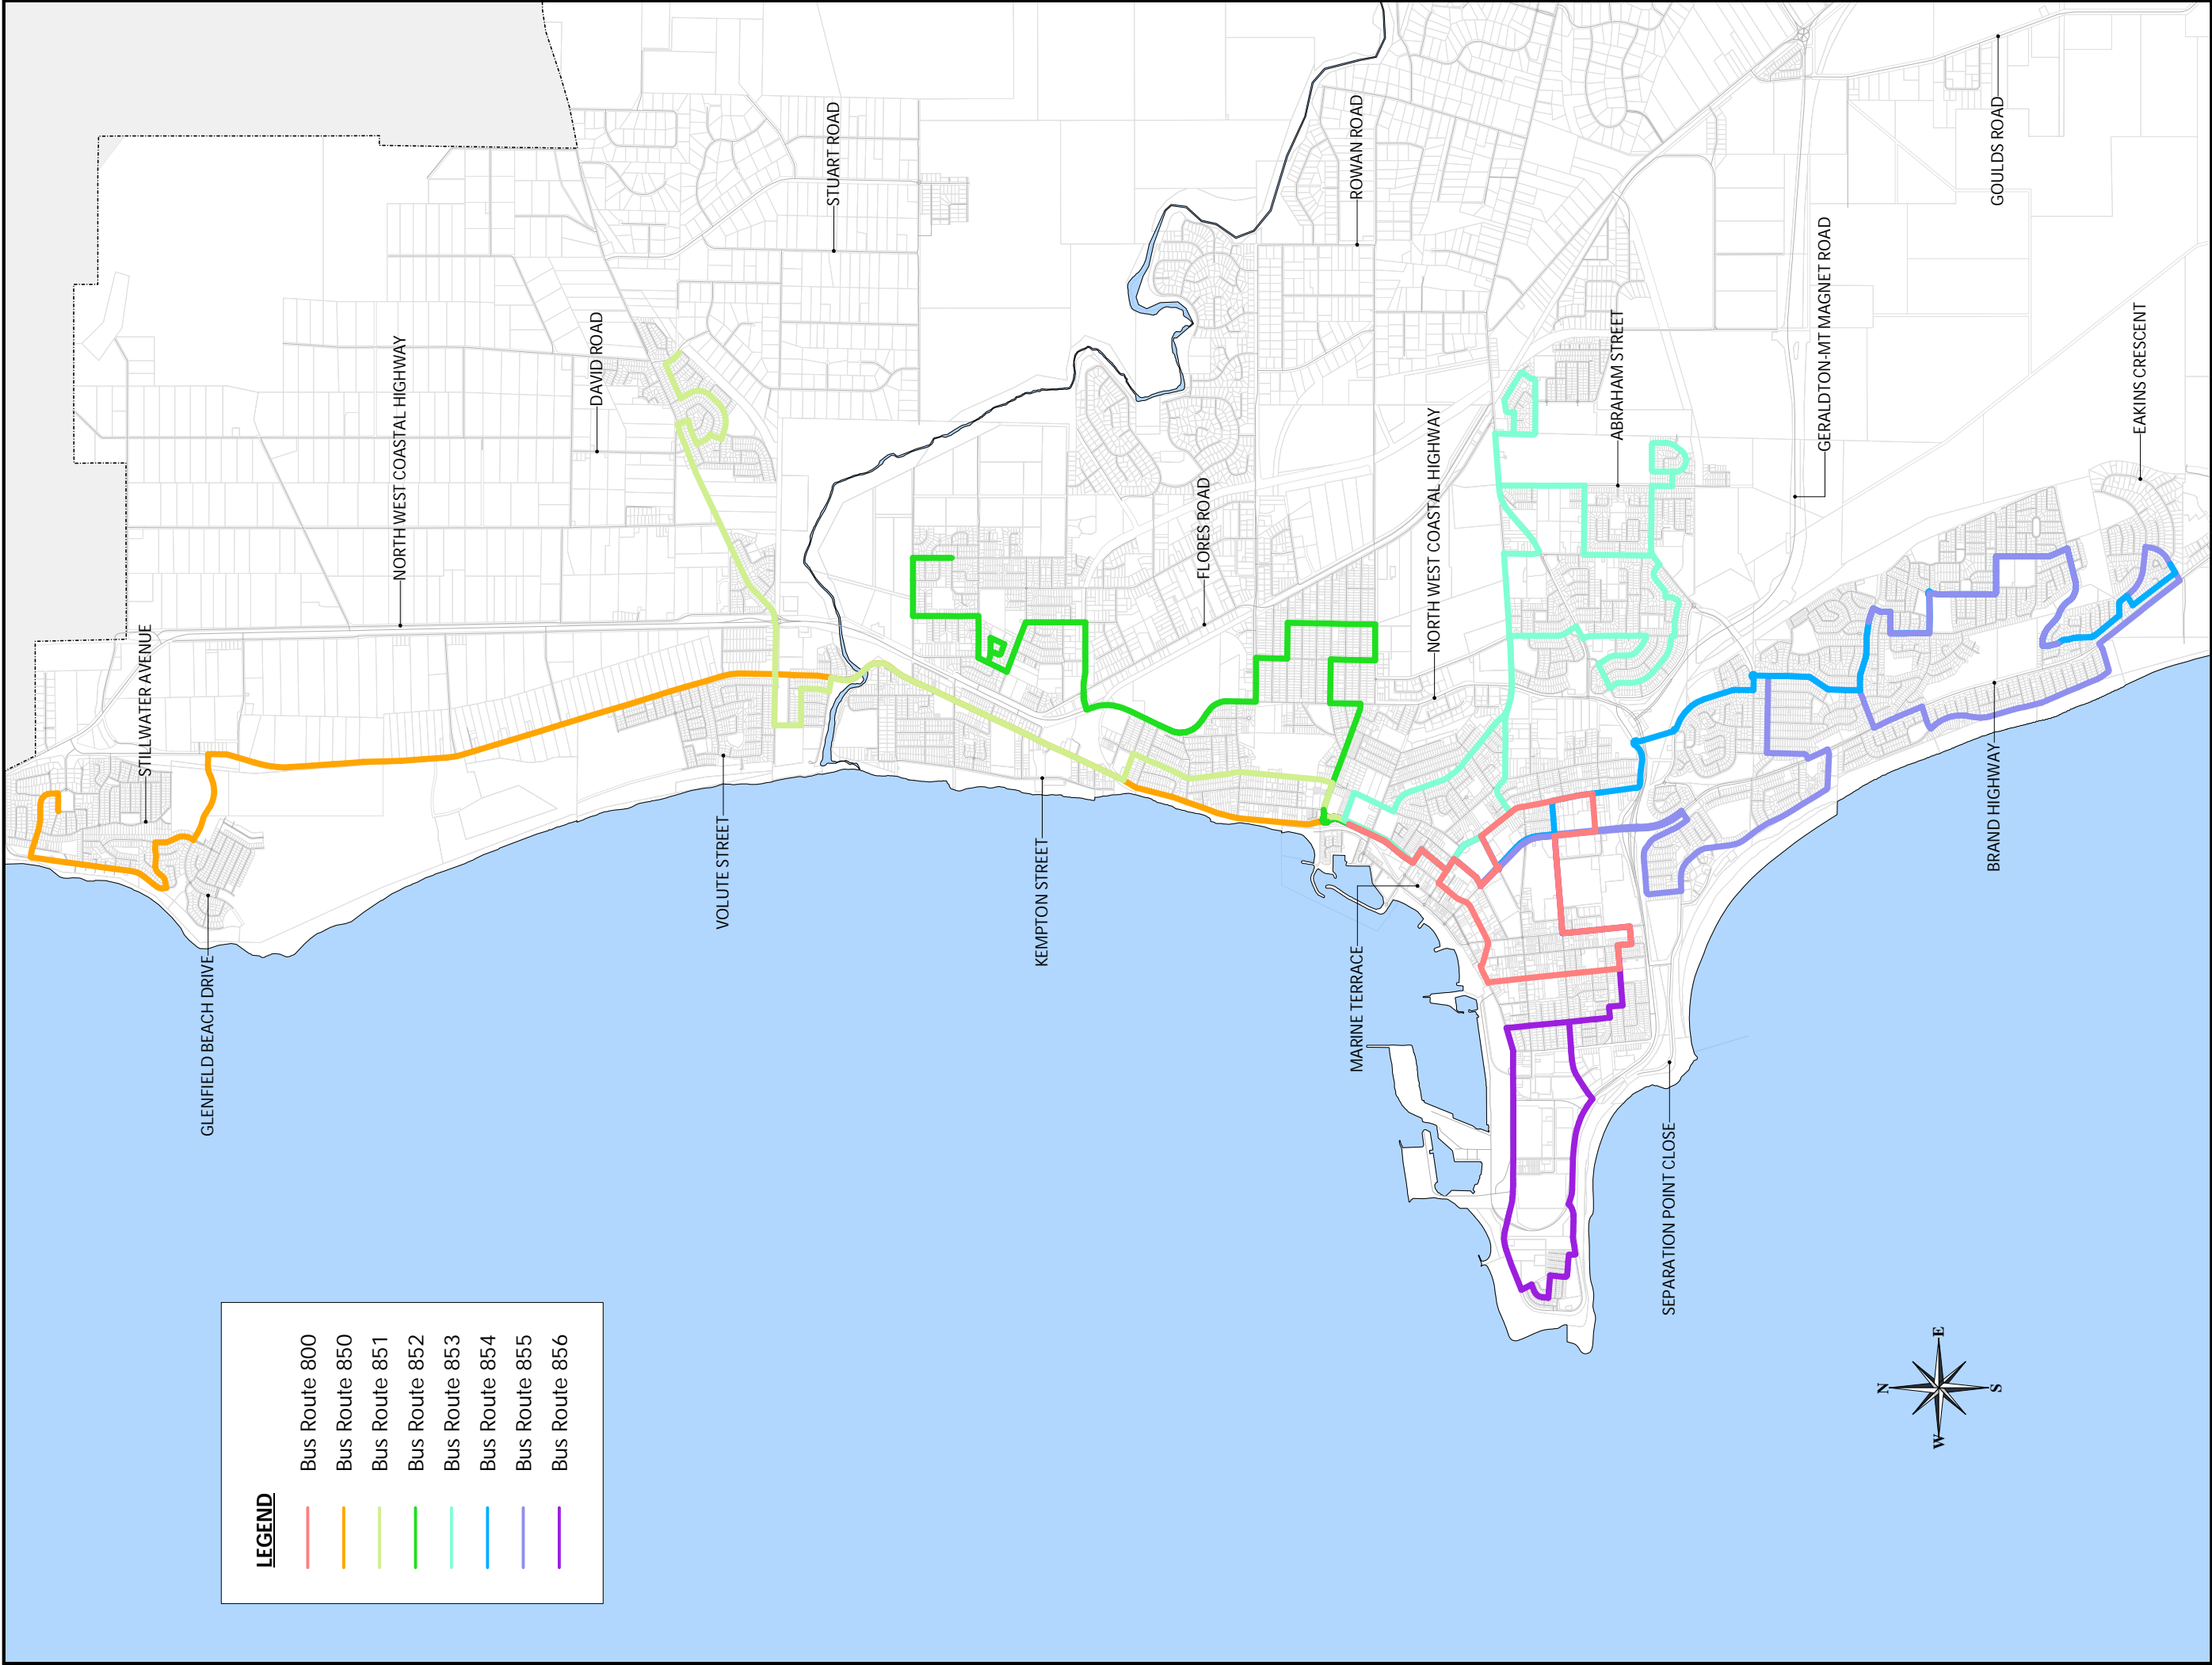 LEGEND
Bus Route 800
Bus Route 850
Bus Route 851
Bus Route 852
Bus Route 853
Bus Route 854
Bus Route 855
Bus Route 856
GLENFIELD BEACH DRIVE
STILLWATER AVENUE
NORTH WEST COASTAL HIGHWAY
DAVID ROAD
VOLUTE STREET
STUART ROAD
KEMPTON STREET
FLORES ROAD
MARINE TERRACE
ROWAN ROAD
NORTH WEST COASTAL HIGHWAY
ABRAHAM STREET
SEPARATION POINT CLOSE
GERALDTON-MT MAGNET ROAD
BRAND HIGHWAY
GOULDS ROAD
EAKINS CRESCENT
N
W
E
S